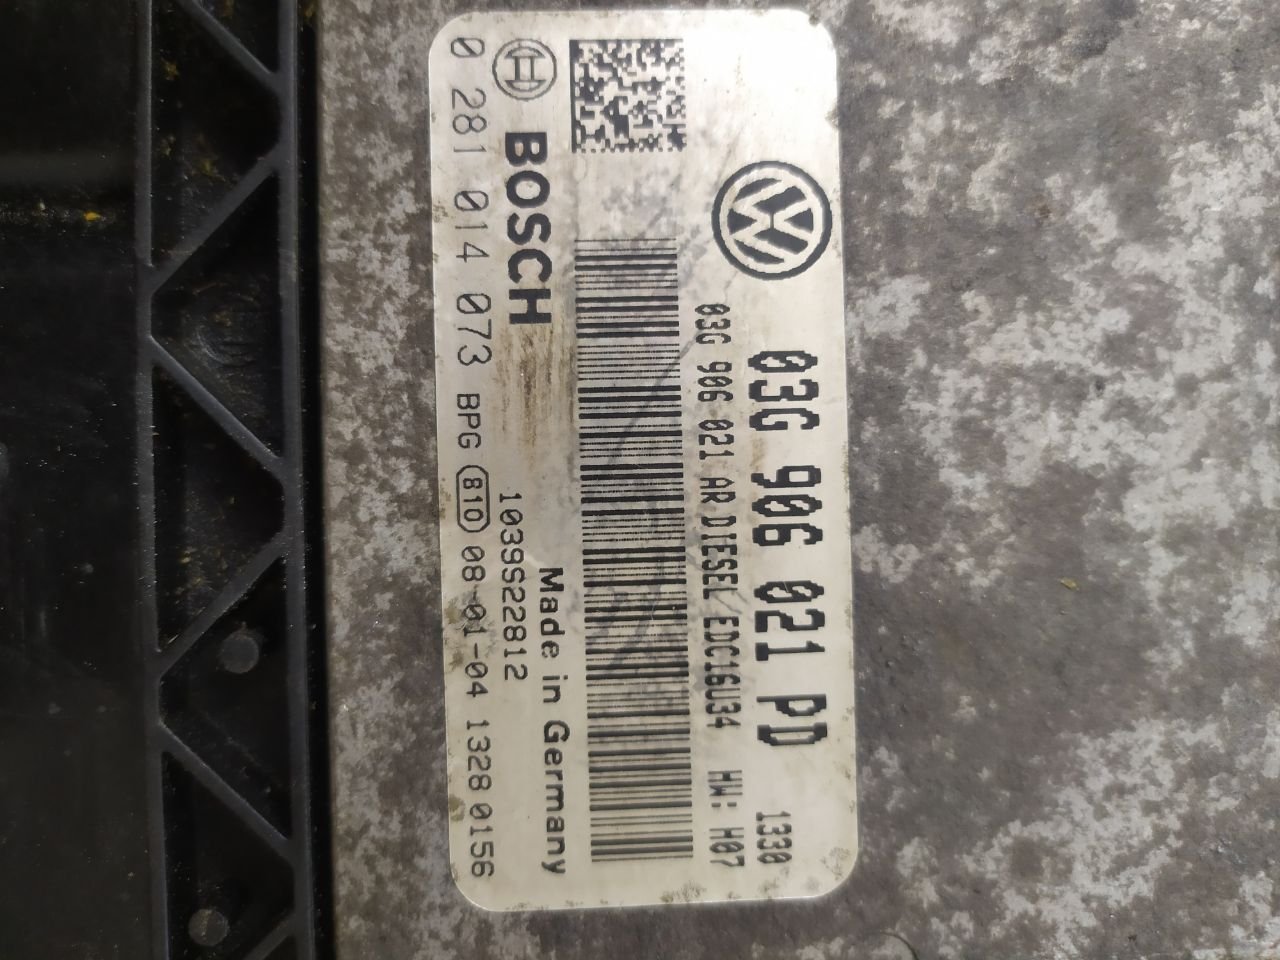 03G 906 021 PD 1330
03G 906 021 AR DIESEL/EDC16U34 HW: H07
BOSCH
Made in Germany
1039S22812
0 281 014 073 BPG 81D 08-01-04 1328 0156